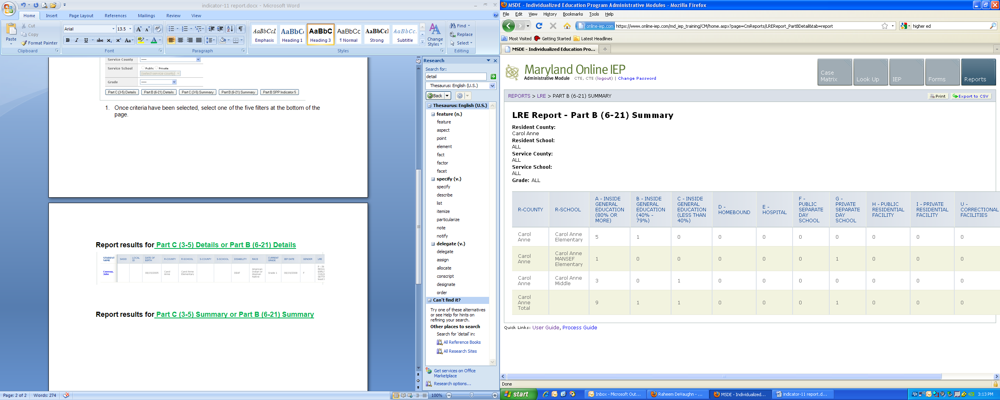 indicator-11 report.docx - Microsoft Word
Home Insert Page Layout References Mailings Review View
Paste
Cut
Copy
Format Painter
Clipboard
Arial 13.5
Font
Paragraph
AaBbCcI AaBbC AaBbC AaBbCc AaBbCcl AaBbCc.
Emphasis Heading 1 Heading 3 ¶ Normal Strong Subtitle
Change
Styles
Styles
Find
Replace
Select
Editing
Service County
Service School Public Private
(select service county)
Grade
Part C (3-5) Details Part B (6-21) Details Part C (3-5) Summary Part B (6-21) Summary Part B SPP Indicator 5
1. Once criteria have been selected, select one of the five filters at the bottom of the
page.
Report results for Part C (3-5) Details or Part B (6-21) Details
STUDENT NAME SASID LOCAL ID DATE OF BIRTH R-COUNTY R-SCHOOL S-COUNTY S-SCHOOL DISABILITY RACE CURRENT GRADE IEP DATE GENDER LRE
Conway, John 08/15/2005 Carol Anne Carol Anne Elementary DEAF American Indian or Alaskan Native Grade 1 08/19/2008 F P - IN REGUL EARLY CHILD SETTI least
Report results for Part C (3-5) Summary or Part B (6-21) Summary
Research
Search for:
detail
Thesaurus: English (U.S.)
Back
Thesaurus: English (U.S.)
feature (n.)
feature
aspect
point
element
fact
factor
facet
specify (v.)
specify
describe
list
itemize
particularize
note
notify
delegate (v.)
delegate
assign
allocate
conscript
designate
order
Can't find it?
Try one of these alternatives
or see Help for hints on
refining your search.
Other places to search
Search for 'detail' in:
All Reference Books
All Research Sites
Get services on Office
Marketplace
Research options...
Page: 2 of 2 Words: 274 100%
MSDE - Individualized Education Program Administrative Modules - Mozilla Firefox
File Edit View History Bookmarks Tools Help
online-iep.com https://www.online-iep.com/md_iep_training/CM/home.aspx?page=CmReports/LREReport_PartBDetail&tab=report higher ed
Most Visited Getting Started Latest Headlines
MSDE - Individualized Education Pro...
Maryland Online IEP
Administrative Module CTE, CTE (logout) | Change Password
Case Matrix Look Up IEP Forms Reports
REPORTS > LRE > PART B (6-21) SUMMARY Print Export to CSV
LRE Report - Part B (6-21) Summary
Resident County:
Carol Anne
Resident School:
ALL
Service County:
ALL
Service School:
ALL
Grade: ALL
R-COUNTY R-SCHOOL A - INSIDE GENERAL EDUCATION (80% OR MORE) B - INSIDE GENERAL EDUCATION (40% - 79%) C - INSIDE GENERAL EDUCATION (LESS THAN 40%) D - HOMEBOUND E - HOSPITAL F - PUBLIC SEPARATE DAY SCHOOL G - PRIVATE SEPARATE DAY SCHOOL H - PUBLIC RESIDENTIAL FACILITY I - PRIVATE RESIDENTIAL FACILITY U - CORRECTIONAL FACILITIES
Carol Anne Carol Anne Elementary 5 1 0 0 0 0 0 0 0 0
Carol Anne Carol Anne MANSEF Elementary 1 0 0 0 0 0 1 0 0 0
Carol Anne Carol Anne Middle 3 0 1 0 0 0 0 0 0 0
Carol Anne Total 9 1 1 0 0 0 1 0 0 0
Quick Links: User Guide, Process Guide
Done
start Inbox - Microsoft Out... Raheem DeVaughn - ... MSDE - Individualized... indicator-11 report.d... 3:13 PM